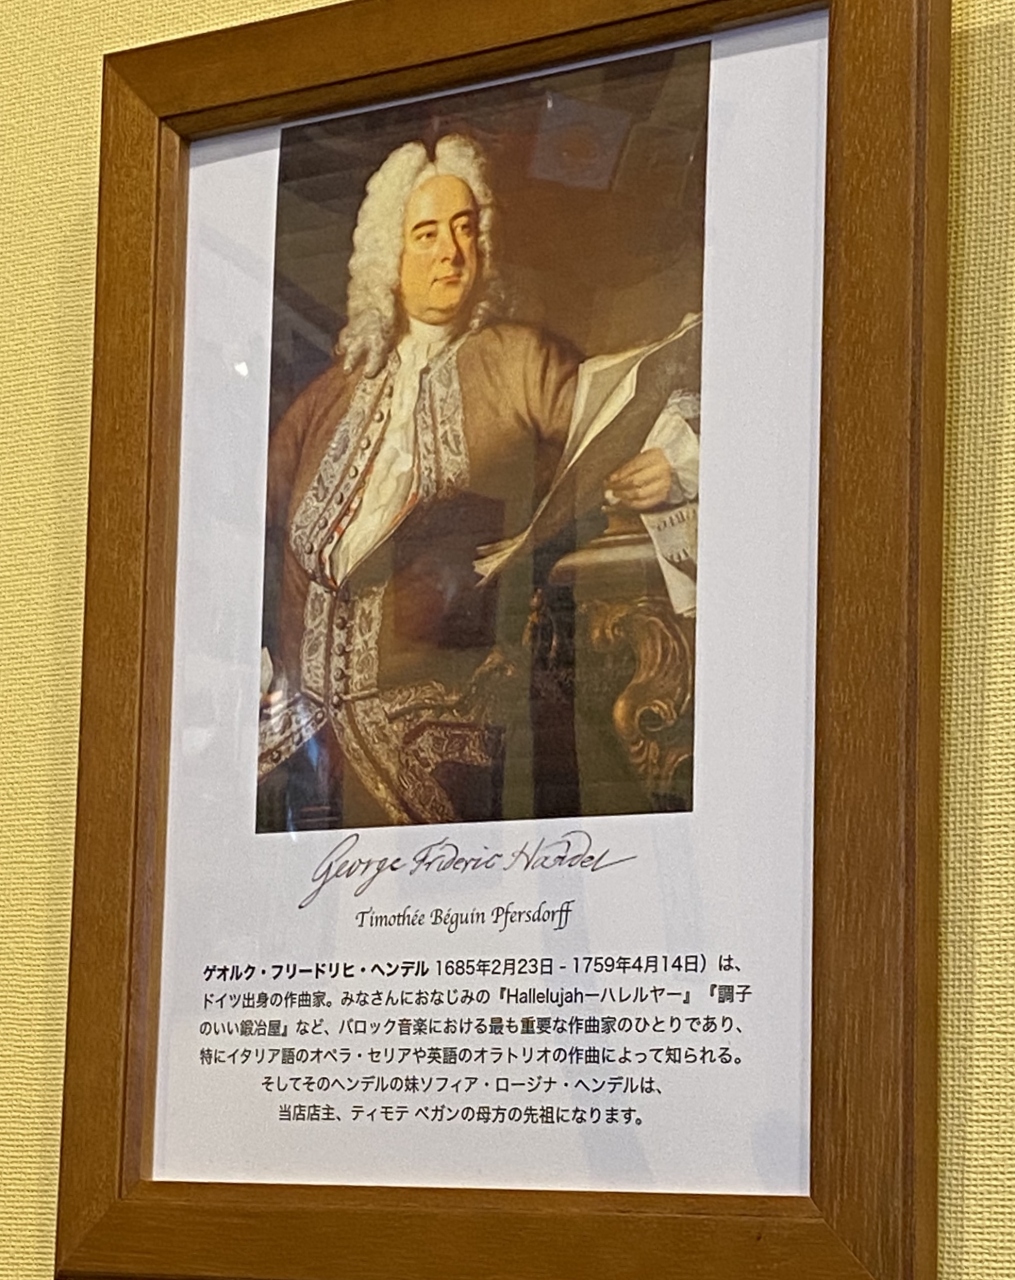 George Frideric Handel
Timothée Béguin Pfersdorff
ゲオルク・フリードリヒ・ヘンデル 1685年2月23日 - 1759年4月14日）は、
ドイツ出身の作曲家。みなさんにおなじみの『Hallelujahーハレルヤー』『調子
のいい鍛冶屋』など、バロック音楽における最も重要な作曲家のひとりであり、
特にイタリア語のオペラ・セリアや英語のオラトリオの作曲によって知られる。
そしてそのヘンデルの妹ソフィア・ロージナ・ヘンデルは、
当店店主、ティモテ ベガンの母方の先祖になります。